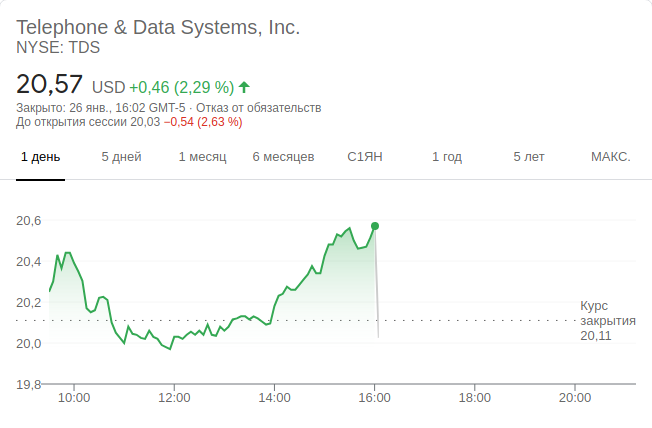 Telephone & Data Systems, Inc.
NYSE: TDS
20,57 USD +0,46 (2,29 %)
Закрыто: 26 янв., 16:02 GMT-5 · Отказ от обязательств
До открытия сессии 20,03 −0,54 (2,63 %)
1 день 5 дней 1 месяц 6 месяцев С1ЯН 1 год 5 лет МАКС.
20,6
20,4
20,2
20,0
19,8
Курс
закрытия
20,11
10:00 12:00 14:00 16:00 18:00 20:00